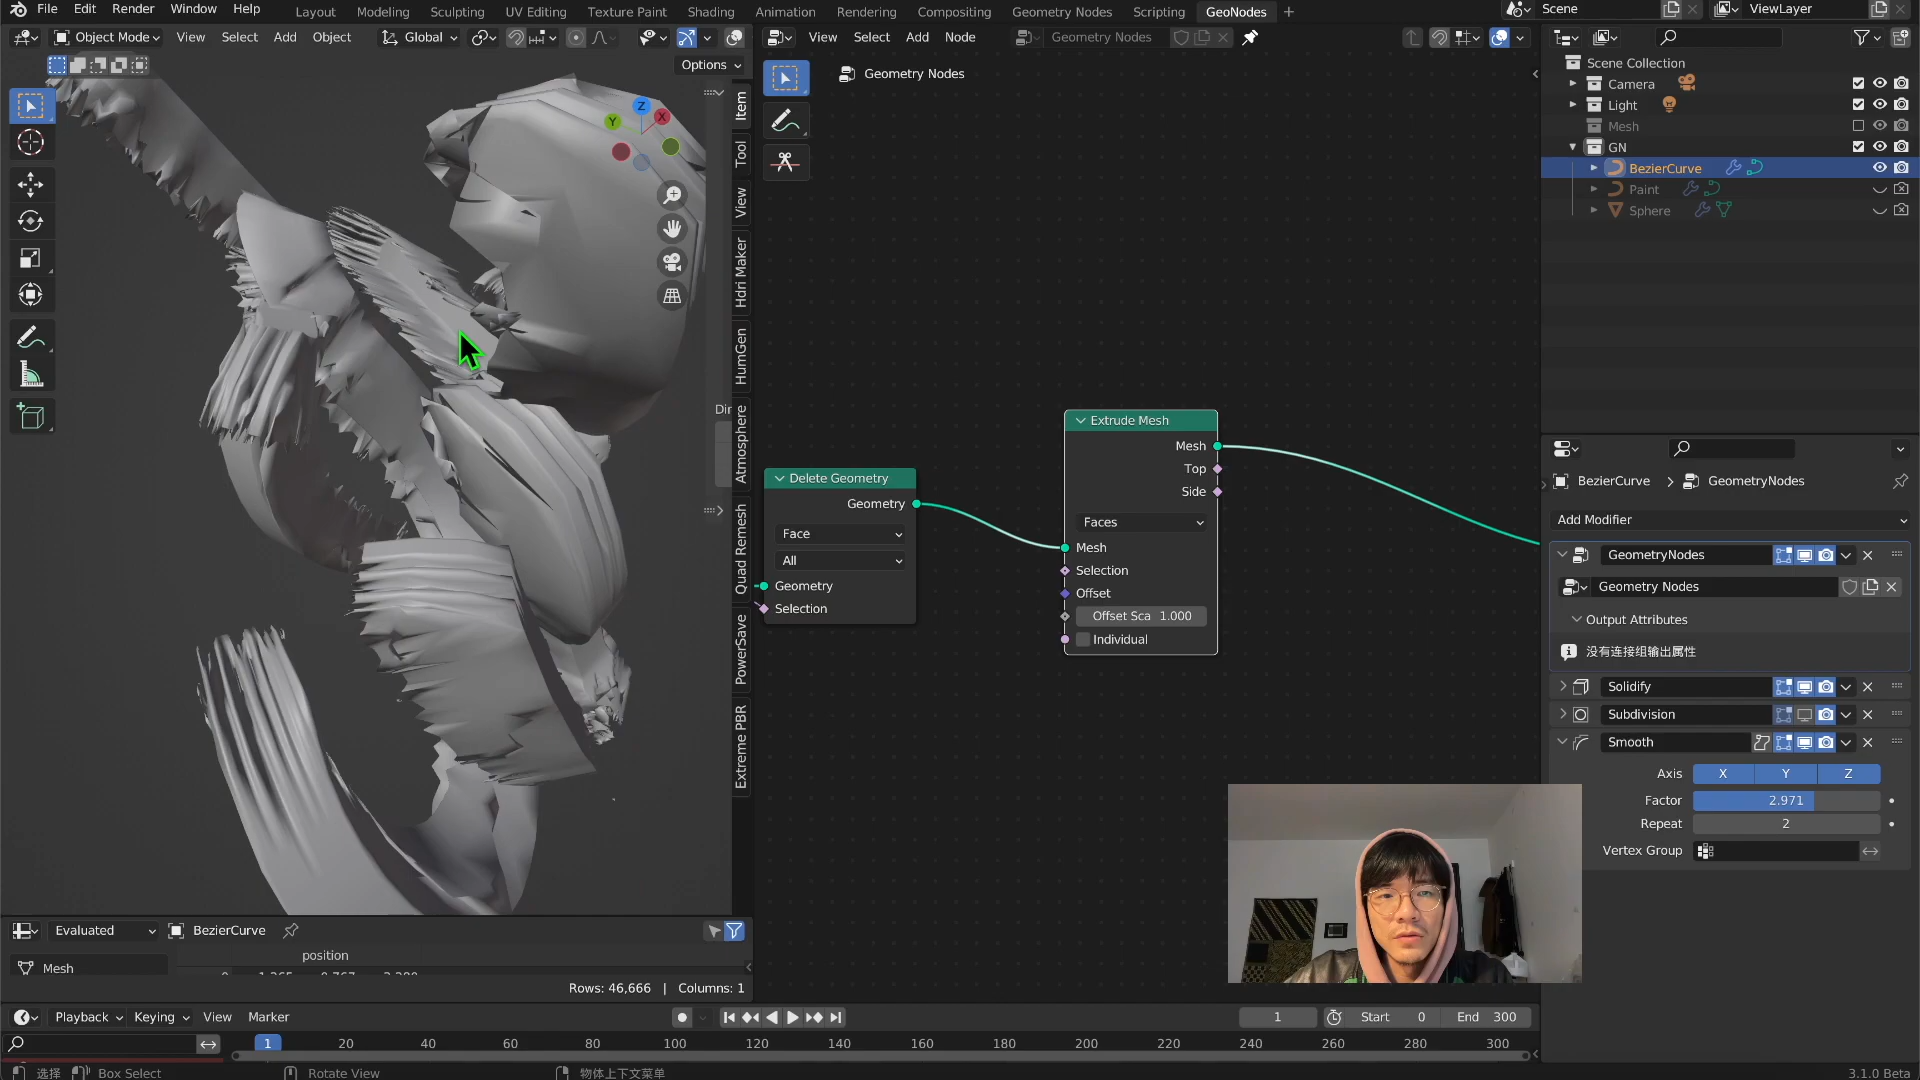 File Edit Render Window Help Layout Modeling Sculpting UV Editing Texture Paint Shading Animation Rendering Compositing Geometry Nodes Scripting GeoNodes Scene ViewLayer
Object Mode View Select Add Object Global
Options
View Select Add Node Geometry Nodes
Geometry Nodes
Z
Y
X
Item
Tool
View
Hdri Maker
HumGen
Atmosphere
Quad Remesh
PowerSave
Extreme PBR
Delete Geometry
Geometry
Face
All
Geometry
Selection
Extrude Mesh
Mesh
Top
Side
Faces
Mesh
Selection
Offset
Offset Sca 1.000
Individual
Scene Collection
Camera
Light
Mesh
GN
BezierCurve
Paint
Sphere
BezierCurve GeometryNodes
Add Modifier
GeometryNodes
Geometry Nodes
Output Attributes
没有连接组输出属性
Solidify
Subdivision
Smooth
Axis X Y Z
Factor 2.971
Repeat 2
Vertex Group
Evaluated BezierCurve
position
Mesh
Rows: 46,666 | Columns: 1
Playback Keying View Marker 1 Start 0 End 300
1 20 40 60 80 100 120 140 160 180 200 220 240 260 280 300
选择 Box Select Rotate View 物体上下文菜单 3.1.0 Beta